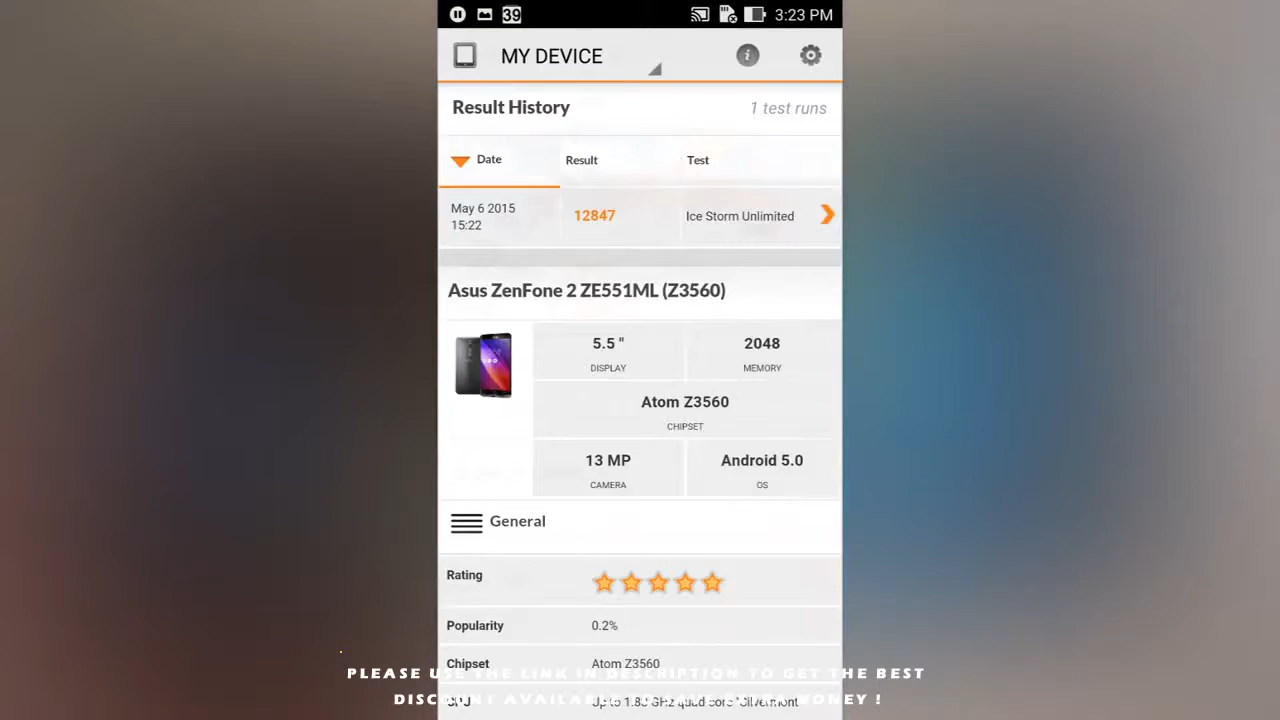 39 3:23 PM
MY DEVICE
Result History 1 test runs
Date Result Test
May 6 2015
15:22 12847 Ice Storm Unlimited
Asus ZenFone 2 ZE551ML (Z3560)
5.5 " 2048
DISPLAY MEMORY
Atom Z3560
CHIPSET
13 MP Android 5.0
CAMERA OS
General
Rating
Popularity 0.2%
Chipset Atom Z3560
PLEASE USE THE LINK IN DESCRIPTION TO GET THE BEST
DISCOUNT AVAILABLE TO SAVE EXTRA MONEY !
CPU Up to 1.83 GHz quad core Silvermont